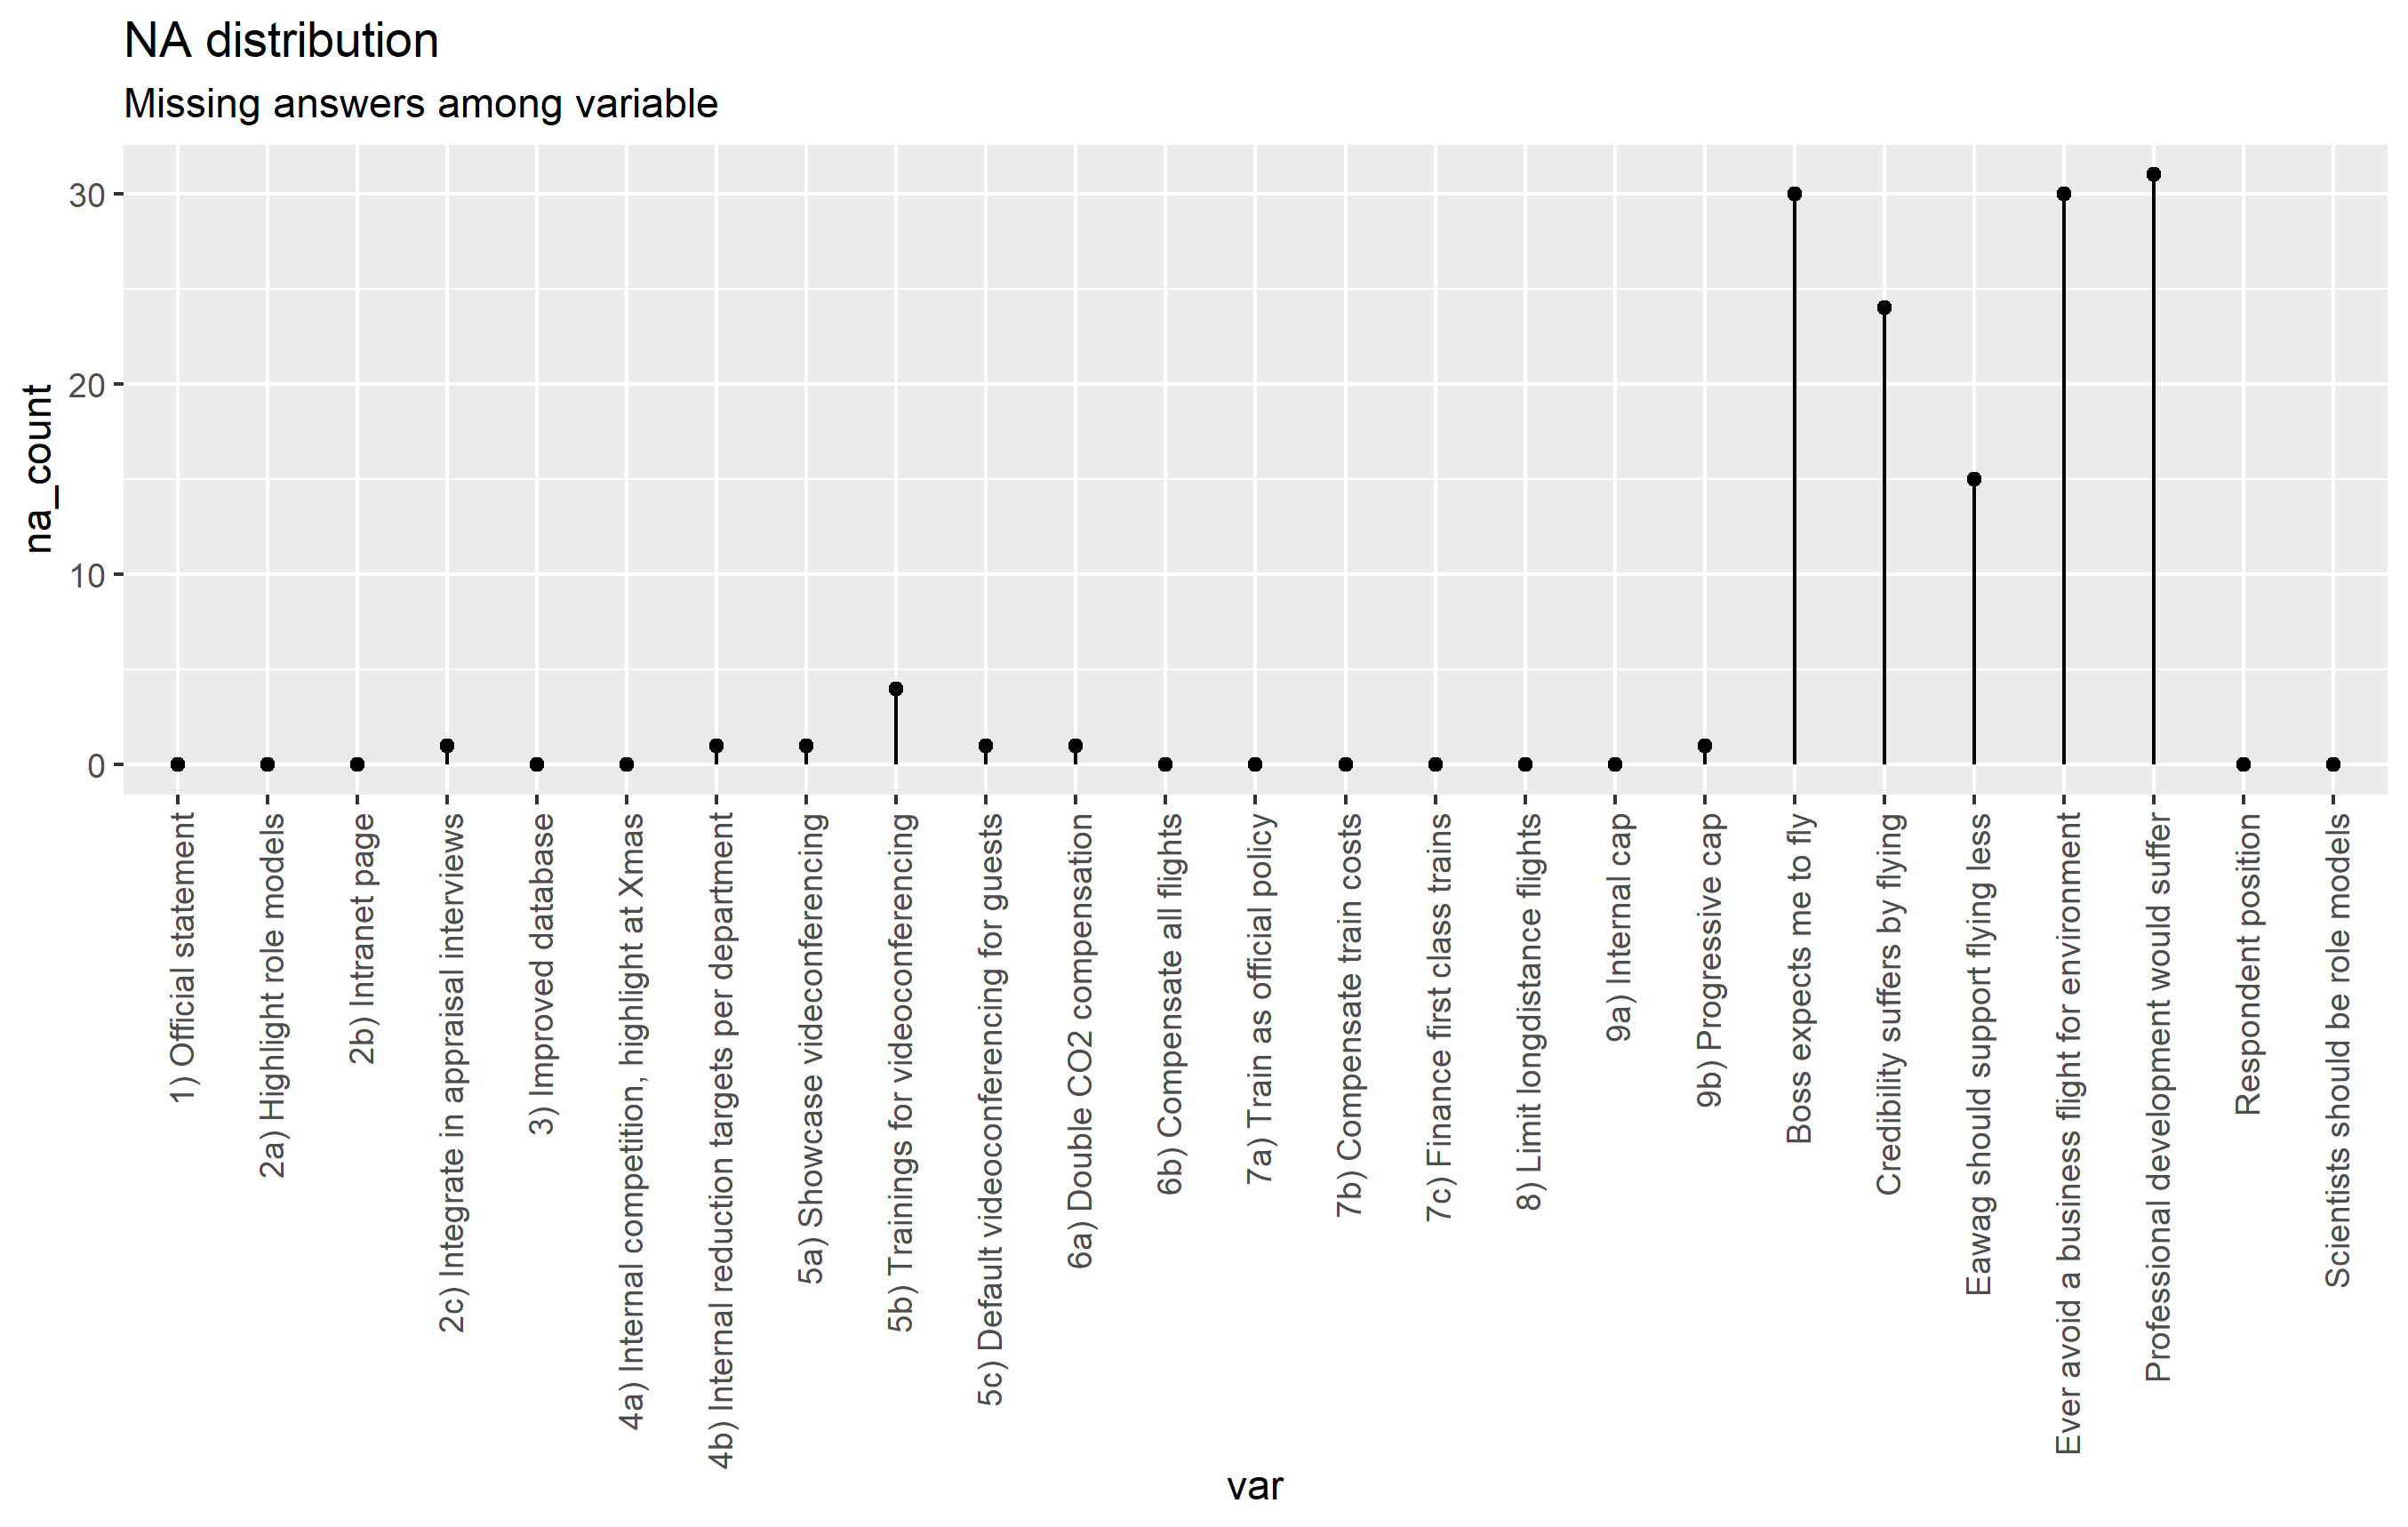 NA distribution
Missing answers among variable
na_count
30
20
10
0
1) Official statement
2a) Highlight role models
2b) Intranet page
2c) Integrate in appraisal interviews
3) Improved database
4a) Internal competition, highlight at Xmas
4b) Internal reduction targets per department
5a) Showcase videconferencing
5b) Trainings for videoconferencing
5c) Default videoconferencing for guests
6a) Double CO2 compensation
6b) Compensate all flights
7a) Train as official policy
7b) Compensate train costs
7c) Finance first class trains
8) Limit longdistance flights
9a) Internal cap
9b) Progressive cap
Boss expects me to fly
Credibility suffers by flying
Eawag should support flying less
Ever avoid a business flight for environment
Professional development would suffer
Respondent position
Scientists should be role models
var